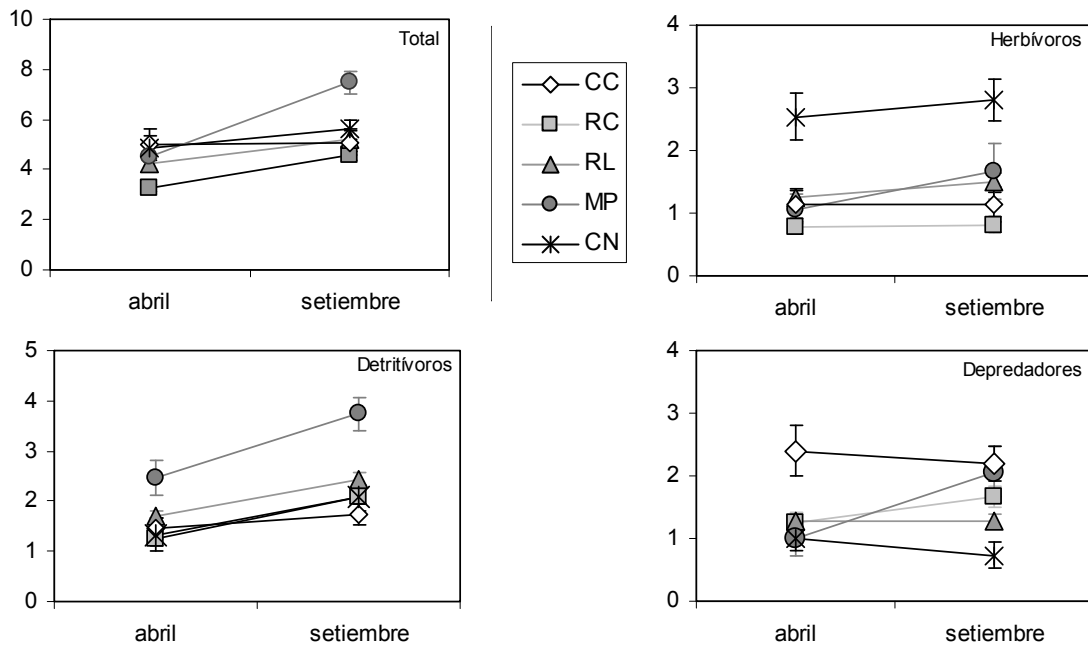 Total
10
8
6
4
2
0
abril setiembre
CC
RC
RL
MP
CN
Herbívoros
4
3
2
1
0
abril setiembre
Detritívoros
5
4
3
2
1
0
abril setiembre
Depredadores
4
3
2
1
0
abril setiembre